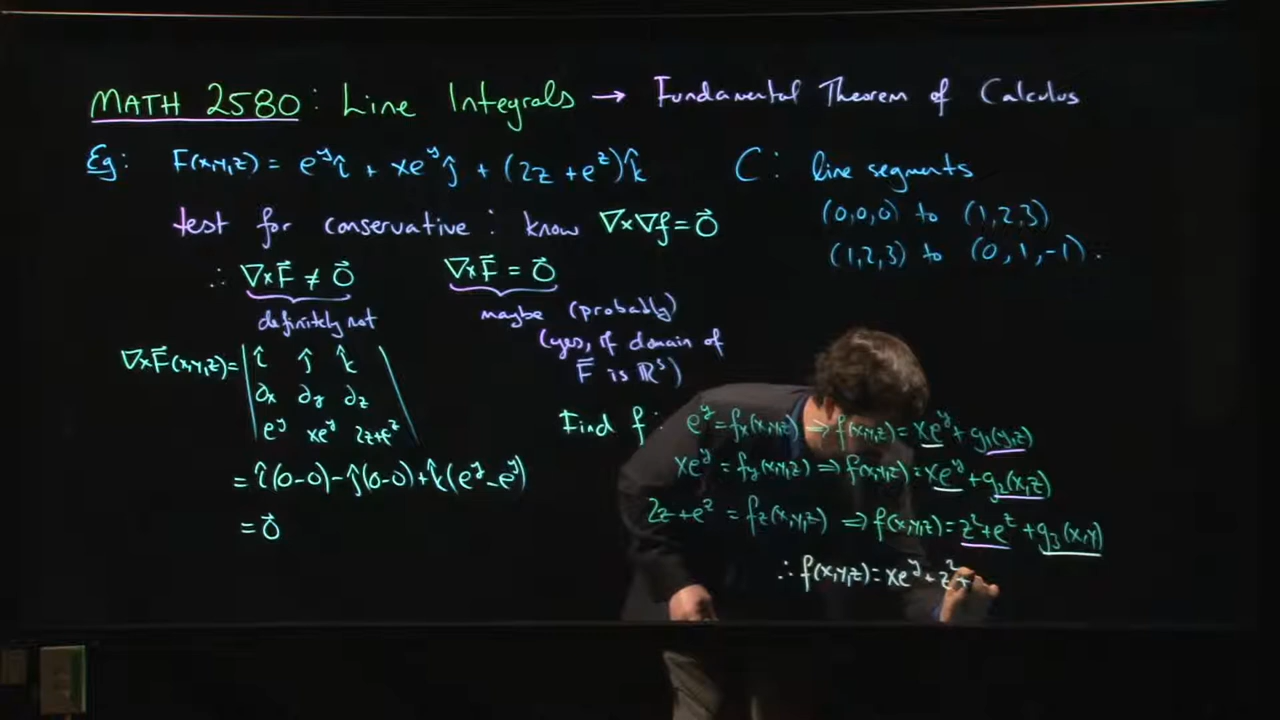 MATH 2580: Line Integrals → Fundamental Theorem of Calculus
Eg: F(x,y,z) = e^y î + xe^y ĵ + (2z + e^z) k̂
C: line segments
(0,0,0) to (1,2,3)
(1,2,3) to (0,1,-1).
test for conservative: know ∇×∇f = 0⃗
∴ ∇×F⃗ ≠ 0⃗
definitely not
∇×F⃗ = 0⃗
maybe (probably)
(yes, if domain of
F⃗ is ℝ³)
∇×F⃗(x,y,z) = | î ĵ k̂ |
∂x ∂y ∂z
e^y xe^y 2z+e^z
= î(0-0) - ĵ(0-0) + k̂(e^y - e^y)
= 0⃗
Find f: e^y = f_x(x,y,z) ⇒ f(x,y,z) = xe^y + g₁(y,z)
xe^y = f_y(x,y,z) ⇒ f(x,y,z) = xe^y + g₂(x,z)
2z + e^z = f_z(x,y,z) ⇒ f(x,y,z) = z² + e^z + g₃(x,y)
∴ f(x,y,z) = xe^y + z² +